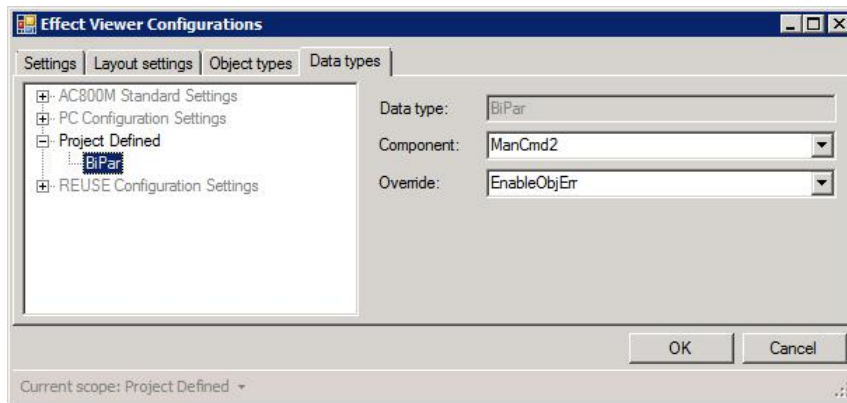 Effect Viewer Configurations
Settings Layout settings Object types Data types
AC800M Standard Settings
PC Configuration Settings
Project Defined
BiPar
REUSE Configuration Settings
Data type: BiPar
Component: ManCmd2
Override: EnableObjErr
OK Cancel
Current scope: Project Defined